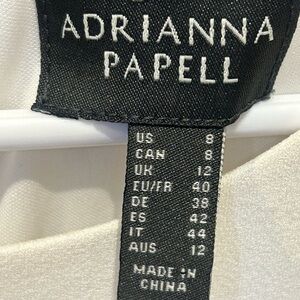 ADRIANNA
PAPELL
US 8
CAN 8
UK 12
EU/FR 40
DE 38
ES 42
IT 44
AUS 12
MADE IN
CHINA